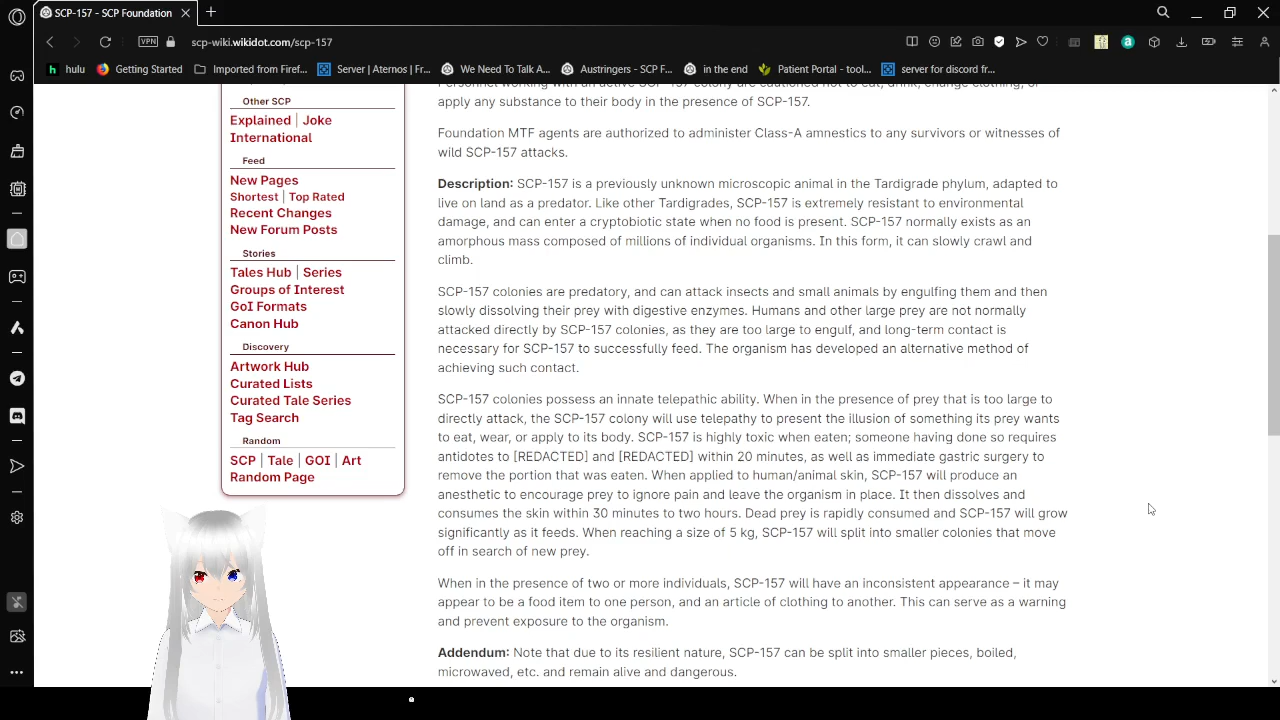 SCP-157 - SCP Foundation
VPN
scp-wiki.wikidot.com/scp-157
hulu
Getting Started
Imported from Firef...
Server | Aternos | Fr...
We Need To Talk A...
Austringers - SCP F...
in the end
Patient Portal - tool...
server for discord fr...
Other SCP
Explained | Joke
International
Feed
New Pages
Shortest | Top Rated
Recent Changes
New Forum Posts
Stories
Tales Hub | Series
Groups of Interest
GoI Formats
Canon Hub
Discovery
Artwork Hub
Curated Lists
Curated Tale Series
Tag Search
Random
SCP | Tale | GOI | Art
Random Page
Personnel working with an active SCP-157 colony are cautioned not to eat, drink, change clothing, or
apply any substance to their body in the presence of SCP-157.
Foundation MTF agents are authorized to administer Class-A amnestics to any survivors or witnesses of
wild SCP-157 attacks.
Description: SCP-157 is a previously unknown microscopic animal in the Tardigrade phylum, adapted to
live on land as a predator. Like other Tardigrades, SCP-157 is extremely resistant to environmental
damage, and can enter a cryptobiotic state when no food is present. SCP-157 normally exists as an
amorphous mass composed of millions of individual organisms. In this form, it can slowly crawl and
climb.
SCP-157 colonies are predatory, and can attack insects and small animals by engulfing them and then
slowly dissolving their prey with digestive enzymes. Humans and other large prey are not normally
attacked directly by SCP-157 colonies, as they are too large to engulf, and long-term contact is
necessary for SCP-157 to successfully feed. The organism has developed an alternative method of
achieving such contact.
SCP-157 colonies possess an innate telepathic ability. When in the presence of prey that is too large to
directly attack, the SCP-157 colony will use telepathy to present the illusion of something its prey wants
to eat, wear, or apply to its body. SCP-157 is highly toxic when eaten; someone having done so requires
antidotes to [REDACTED] and [REDACTED] within 20 minutes, as well as immediate gastric surgery to
remove the portion that was eaten. When applied to human/animal skin, SCP-157 will produce an
anesthetic to encourage prey to ignore pain and leave the organism in place. It then dissolves and
consumes the skin within 30 minutes to two hours. Dead prey is rapidly consumed and SCP-157 will grow
significantly as it feeds. When reaching a size of 5 kg, SCP-157 will split into smaller colonies that move
off in search of new prey.
When in the presence of two or more individuals, SCP-157 will have an inconsistent appearance – it may
appear to be a food item to one person, and an article of clothing to another. This can serve as a warning
and prevent exposure to the organism.
Addendum: Note that due to its resilient nature, SCP-157 can be split into smaller pieces, boiled,
microwaved, etc. and remain alive and dangerous.